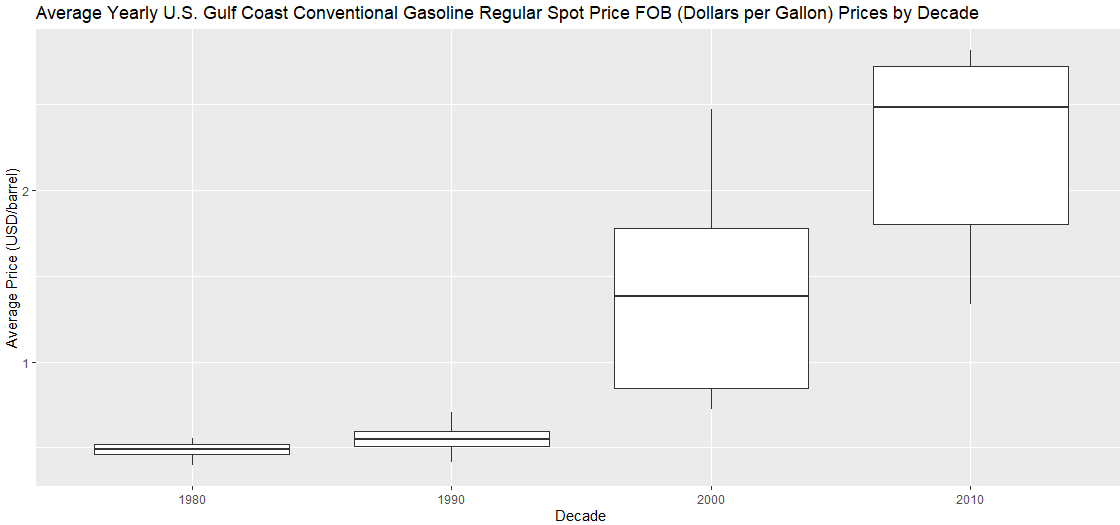 Average Yearly U.S. Gulf Coast Conventional Gasoline Regular Spot Price FOB (Dollars per Gallon) Prices by Decade
Average Price (USD/barrel)
2
1
1980 1990 2000 2010
Decade